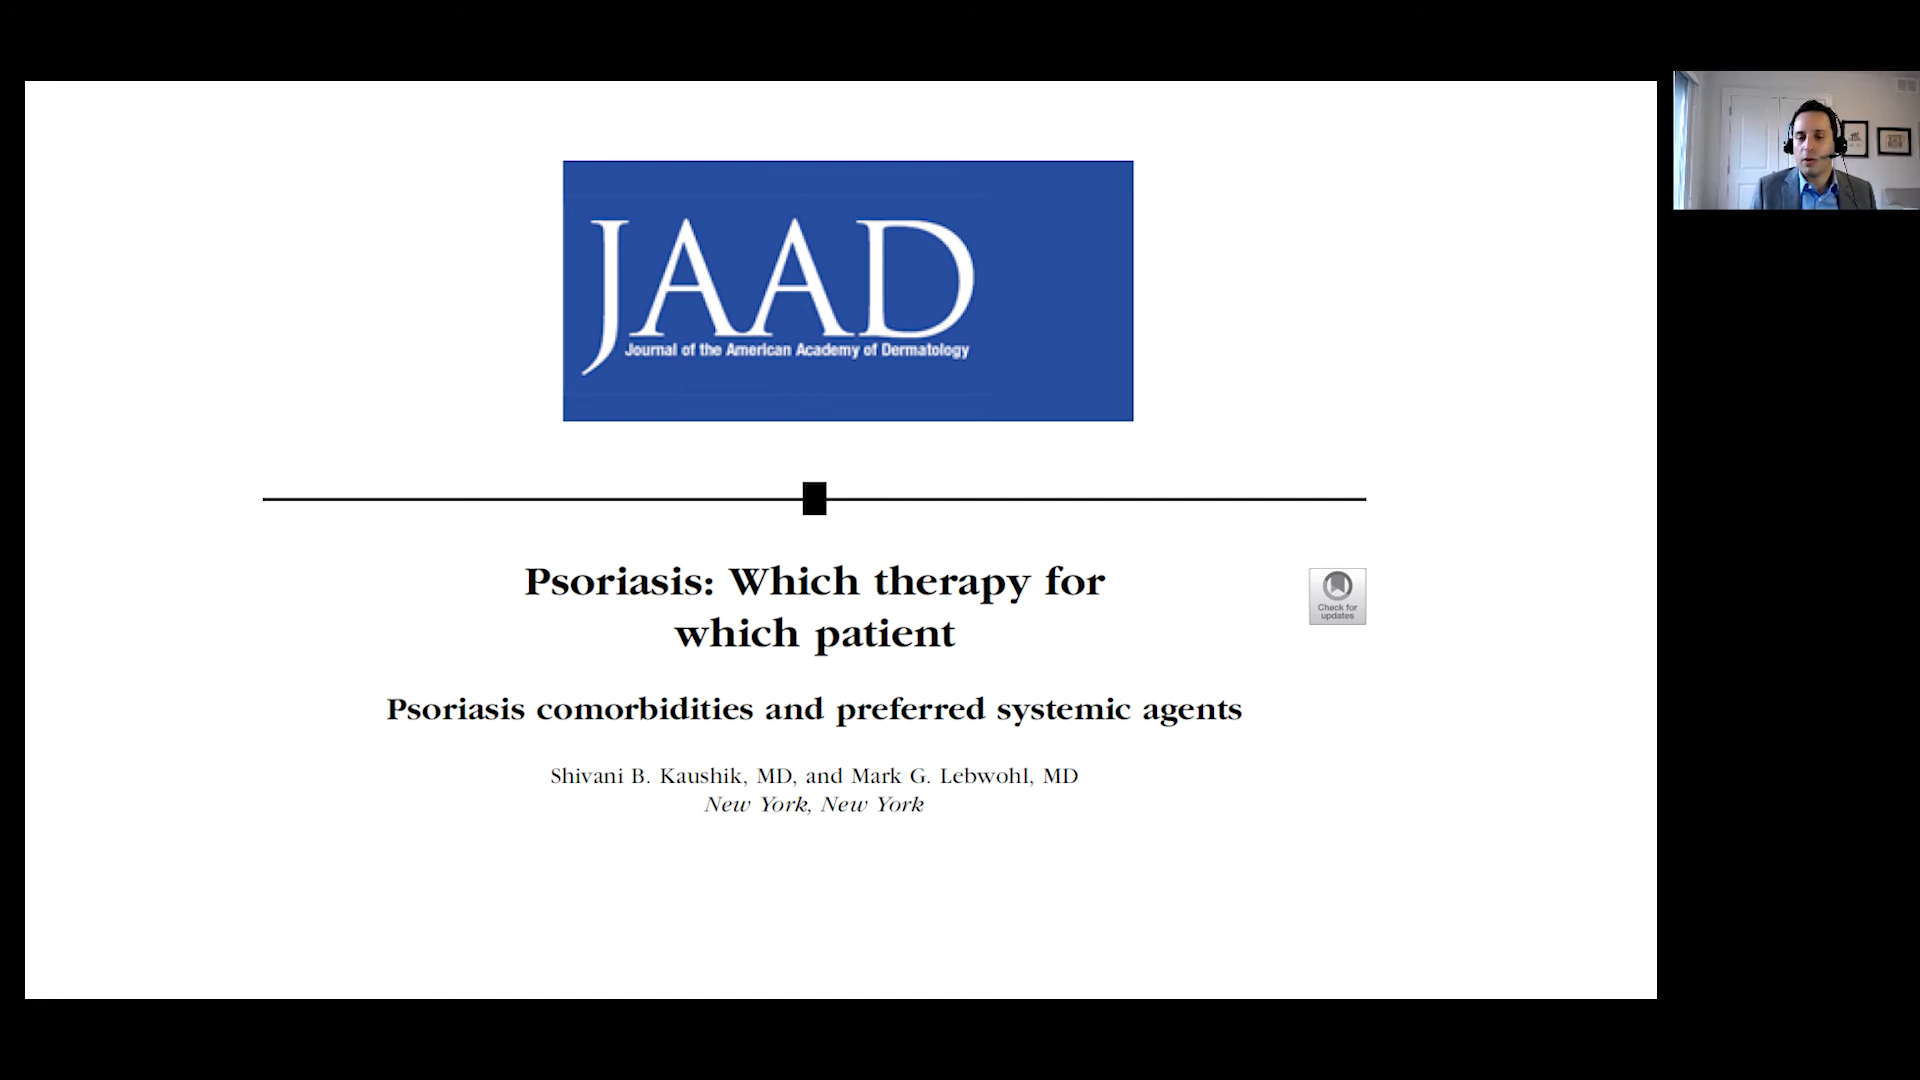 JAAD
Journal of the American Academy of Dermatology
Psoriasis: Which therapy for
which patient
Check for
updates
Psoriasis comorbidities and preferred systemic agents
Shivani B. Kaushik, MD, and Mark G. Lebwohl, MD
New York, New York